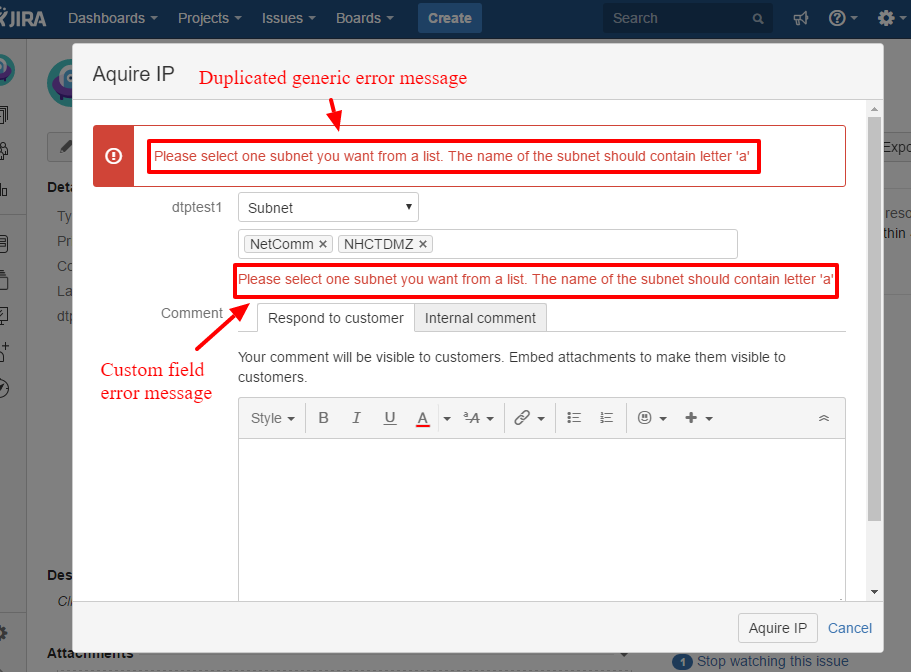 JIRA Dashboards Projects Issues Boards Create Search
Aquire IP
Duplicated generic error message
Please select one subnet you want from a list. The name of the subnet should contain letter 'a'
Expo
Deta
dtptest1 Subnet
Ty
resc
Pr
thin
NetComm × NHCTDMZ ×
Co
Please select one subnet you want from a list. The name of the subnet should contain letter 'a'
La
dtp
Comment Respond to customer Internal comment
Custom field
error message
Your comment will be visible to customers. Embed attachments to make them visible to
customers.
Style B I U A ªA
Des
Cli
Aquire IP Cancel
Attachments
1 Stop watching this issue